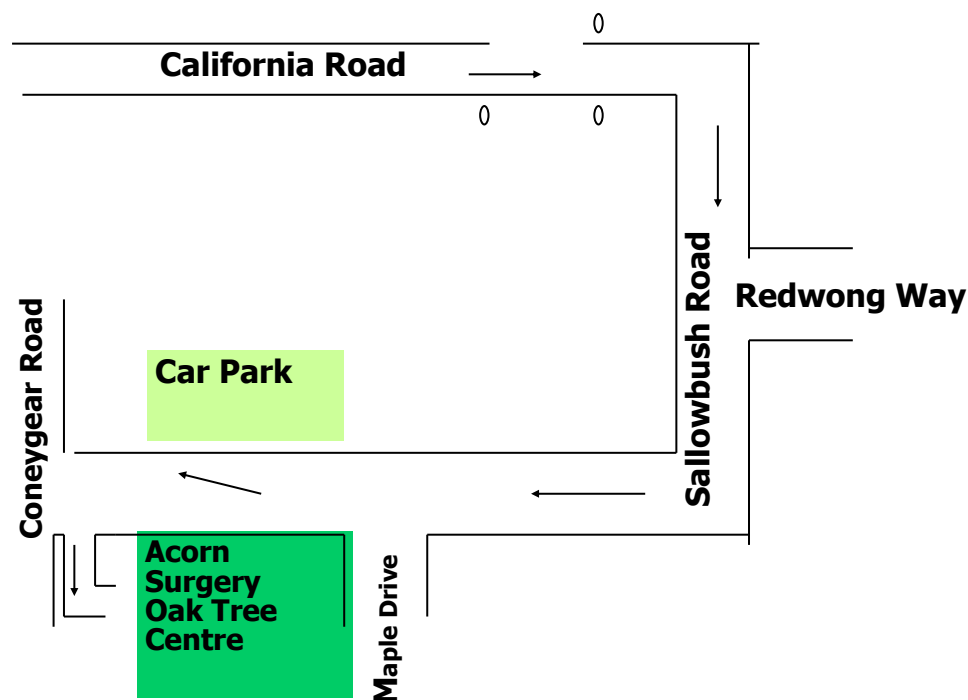 California Road
Sallowbush Road
Redwong Way
Coneygear Road
Car Park
Acorn
Surgery
Oak Tree
Centre
Maple Drive